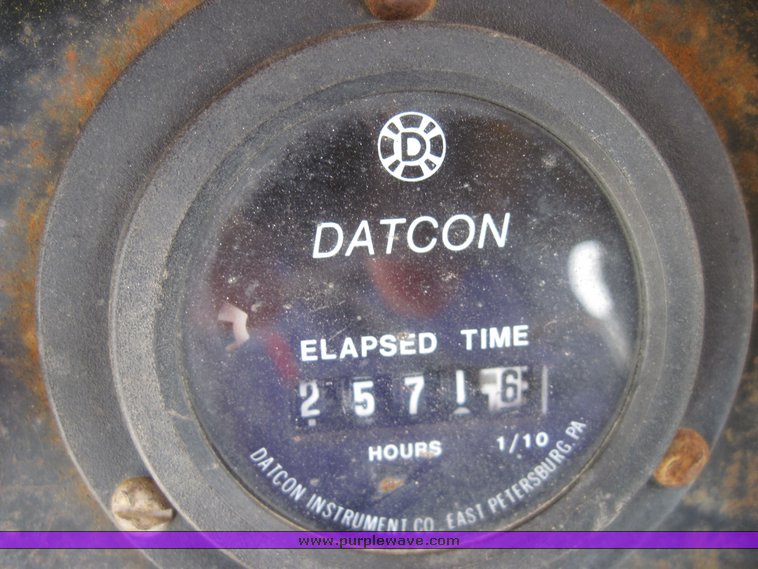 D
DATCON
ELAPSED TIME
2 5 7 1 6
HOURS 1/10
DATCON INSTRUMENT CO. EAST PETERSBURG, PA
www.purplewave.com